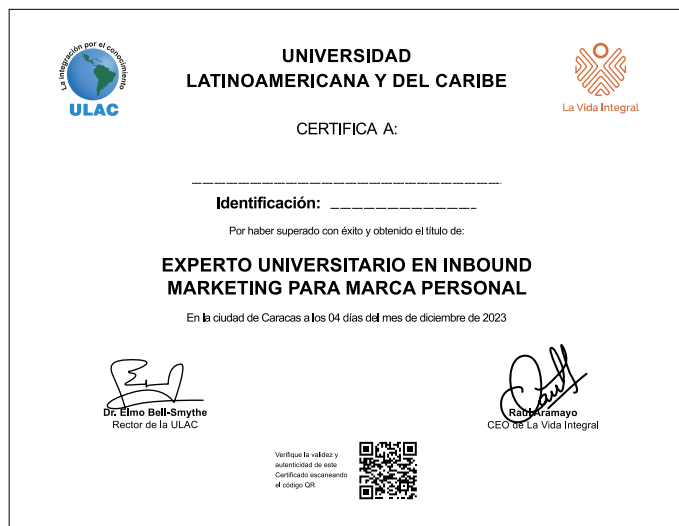 La integración por el conocimiento
ULAC
UNIVERSIDAD
LATINOAMERICANA Y DEL CARIBE
La Vida Integral
CERTIFICA A:
Identificación:
Por haber superado con éxito y obtenido el título de:
EXPERTO UNIVERSITARIO EN INBOUND
MARKETING PARA MARCA PERSONAL
En la ciudad de Caracas a los 04 días del mes de diciembre de 2023
Dr. Elmo Bell-Smythe
Rector de la ULAC
Raul Aramayo
CEO de La Vida Integral
Verifique la validez y
autenticidad de este
Certificado escaneando
el código QR